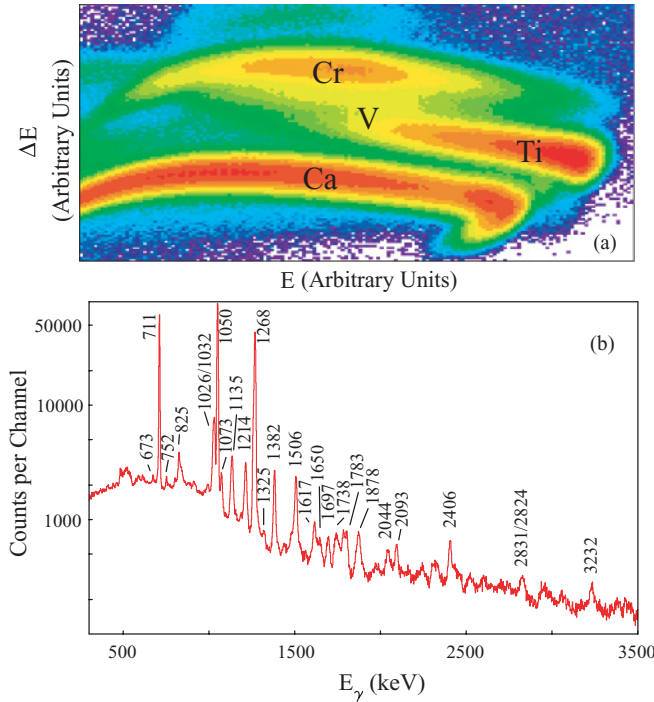 ΔE
(Arbitrary Units)
Cr
V
Ti
Ca
(a)
E (Arbitrary Units)
Counts per Channel
50000
10000
1000
(b)
673
711
752
825
1026/1032
1050
1073
1135
1214
1268
1325
1382
1506
1617
1650
1697
1738
1783
1878
2044
2093
2406
2831/2824
3232
500
1500
2500
3500
E
γ (keV)